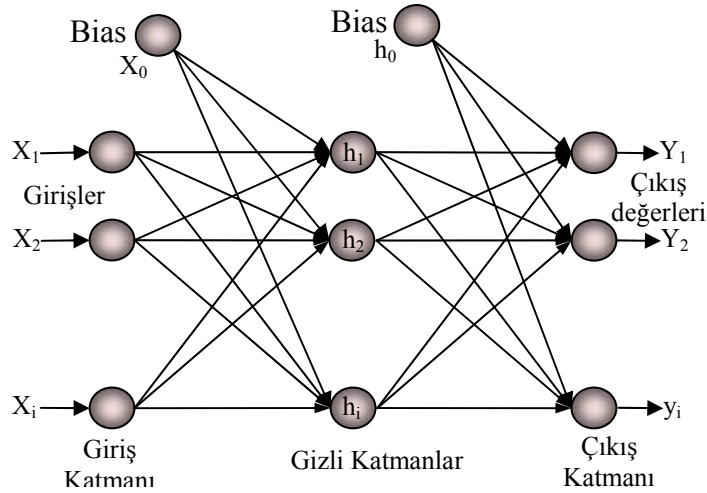 Bias
X₀
Bias
h₀
X₁
h₁
Y₁
Girişler
Çıkış
değerleri
X₂
h₂
Y₂
Xᵢ
hᵢ
yᵢ
Giriş
Katmanı
Gizli Katmanlar
Çıkış
Katmanı